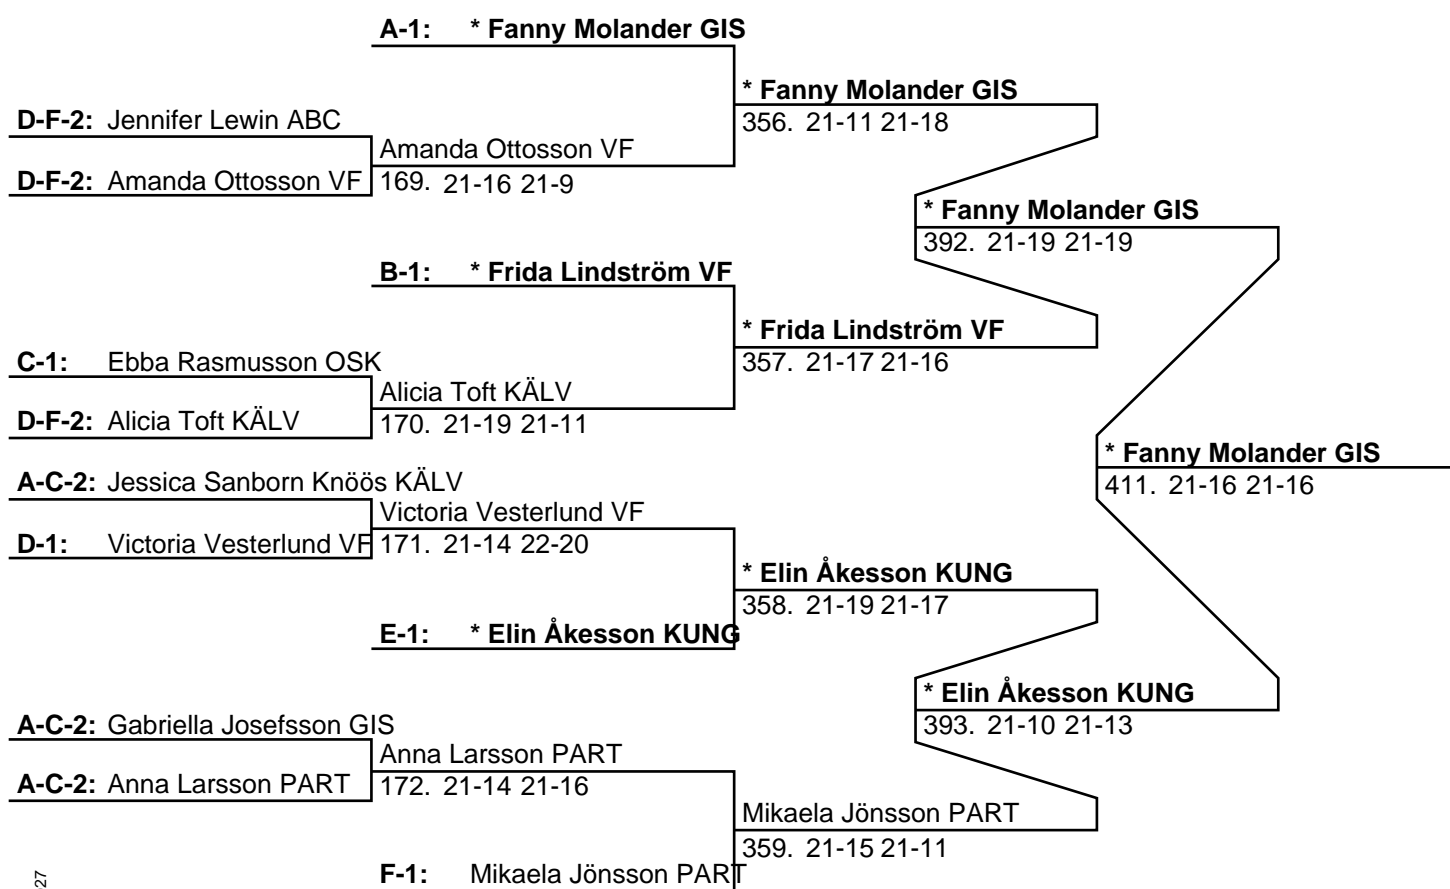 A-1: * Fanny Molander GIS
* Fanny Molander GIS
D-F-2: Jennifer Lewin ABC
356. 21-11 21-18
Amanda Ottosson VF
D-F-2: Amanda Ottosson VF
169. 21-16 21-9
* Fanny Molander GIS
392. 21-19 21-19
B-1: * Frida Lindström VF
* Frida Lindström VF
C-1: Ebba Rasmusson OSK
357. 21-17 21-16
Alicia Toft KÄLV
D-F-2: Alicia Toft KÄLV
170. 21-19 21-11
* Fanny Molander GIS
A-C-2: Jessica Sanborn Knöös KÄLV
411. 21-16 21-16
Victoria Vesterlund VF
D-1: Victoria Vesterlund VF
171. 21-14 22-20
* Elin Åkesson KUNG
358. 21-19 21-17
E-1: * Elin Åkesson KUNG
* Elin Åkesson KUNG
A-C-2: Gabriella Josefsson GIS
393. 21-10 21-13
Anna Larsson PART
A-C-2: Anna Larsson PART
172. 21-14 21-16
Mikaela Jönsson PART
359. 21-15 21-11
F-1: Mikaela Jönsson PART
27